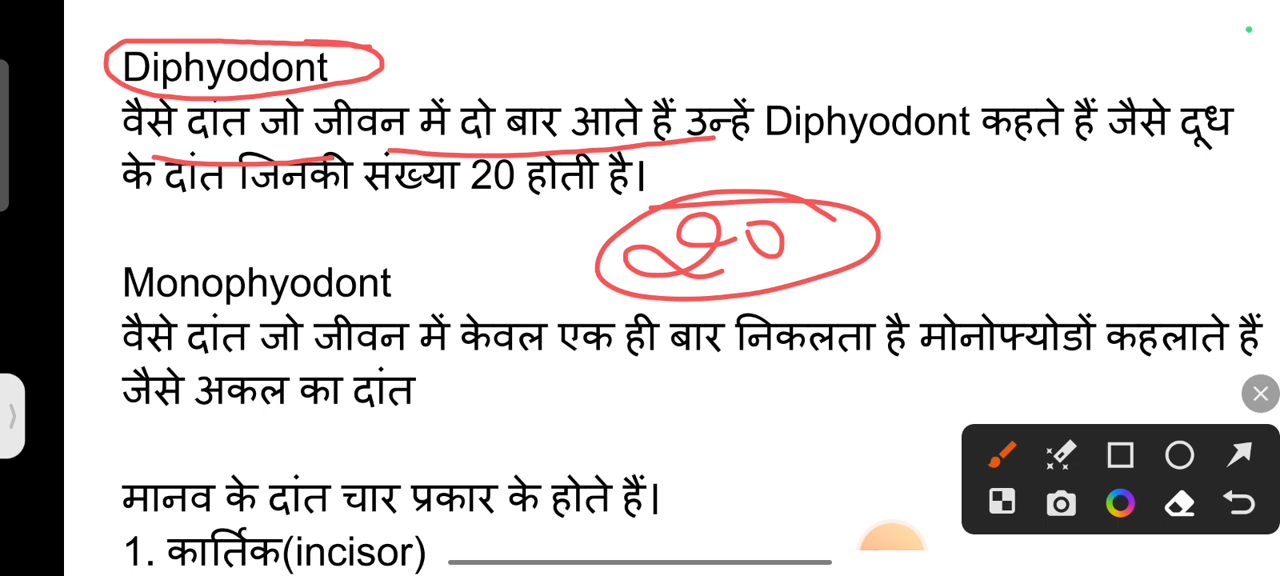 Diphyodont
वैसे दांत जो जीवन में दो बार आते हैं उन्हें Diphyodont कहते हैं जैसे दूध
के दांत जिनकी संख्या 20 होती है।
20
Monophyodont
वैसे दांत जो जीवन में केवल एक ही बार निकलता है मोनोफ्योडों कहलाते हैं
जैसे अकल का दांत
मानव के दांत चार प्रकार के होते हैं।
1. कार्तिक(incisor)